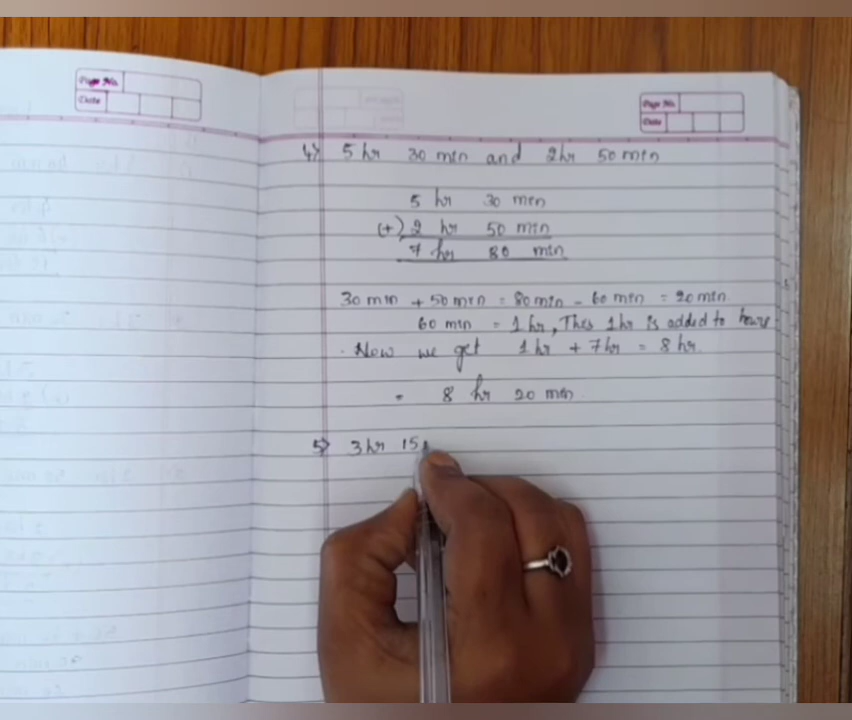 Page No.
Date
Page No.
Date
4) 5 hr 30 min and 2hr 50 min
5 hr 30 min
(+) 2 hr 50 min
7 hr 80 min
30 min + 50 min = 80 min - 60 min = 20 min
60 min = 1 hr, This 1 hr is added to hours.
Now we get 1 hr + 7 hr = 8 hr.
= 8 hr 20 min
5) 3 hr 15